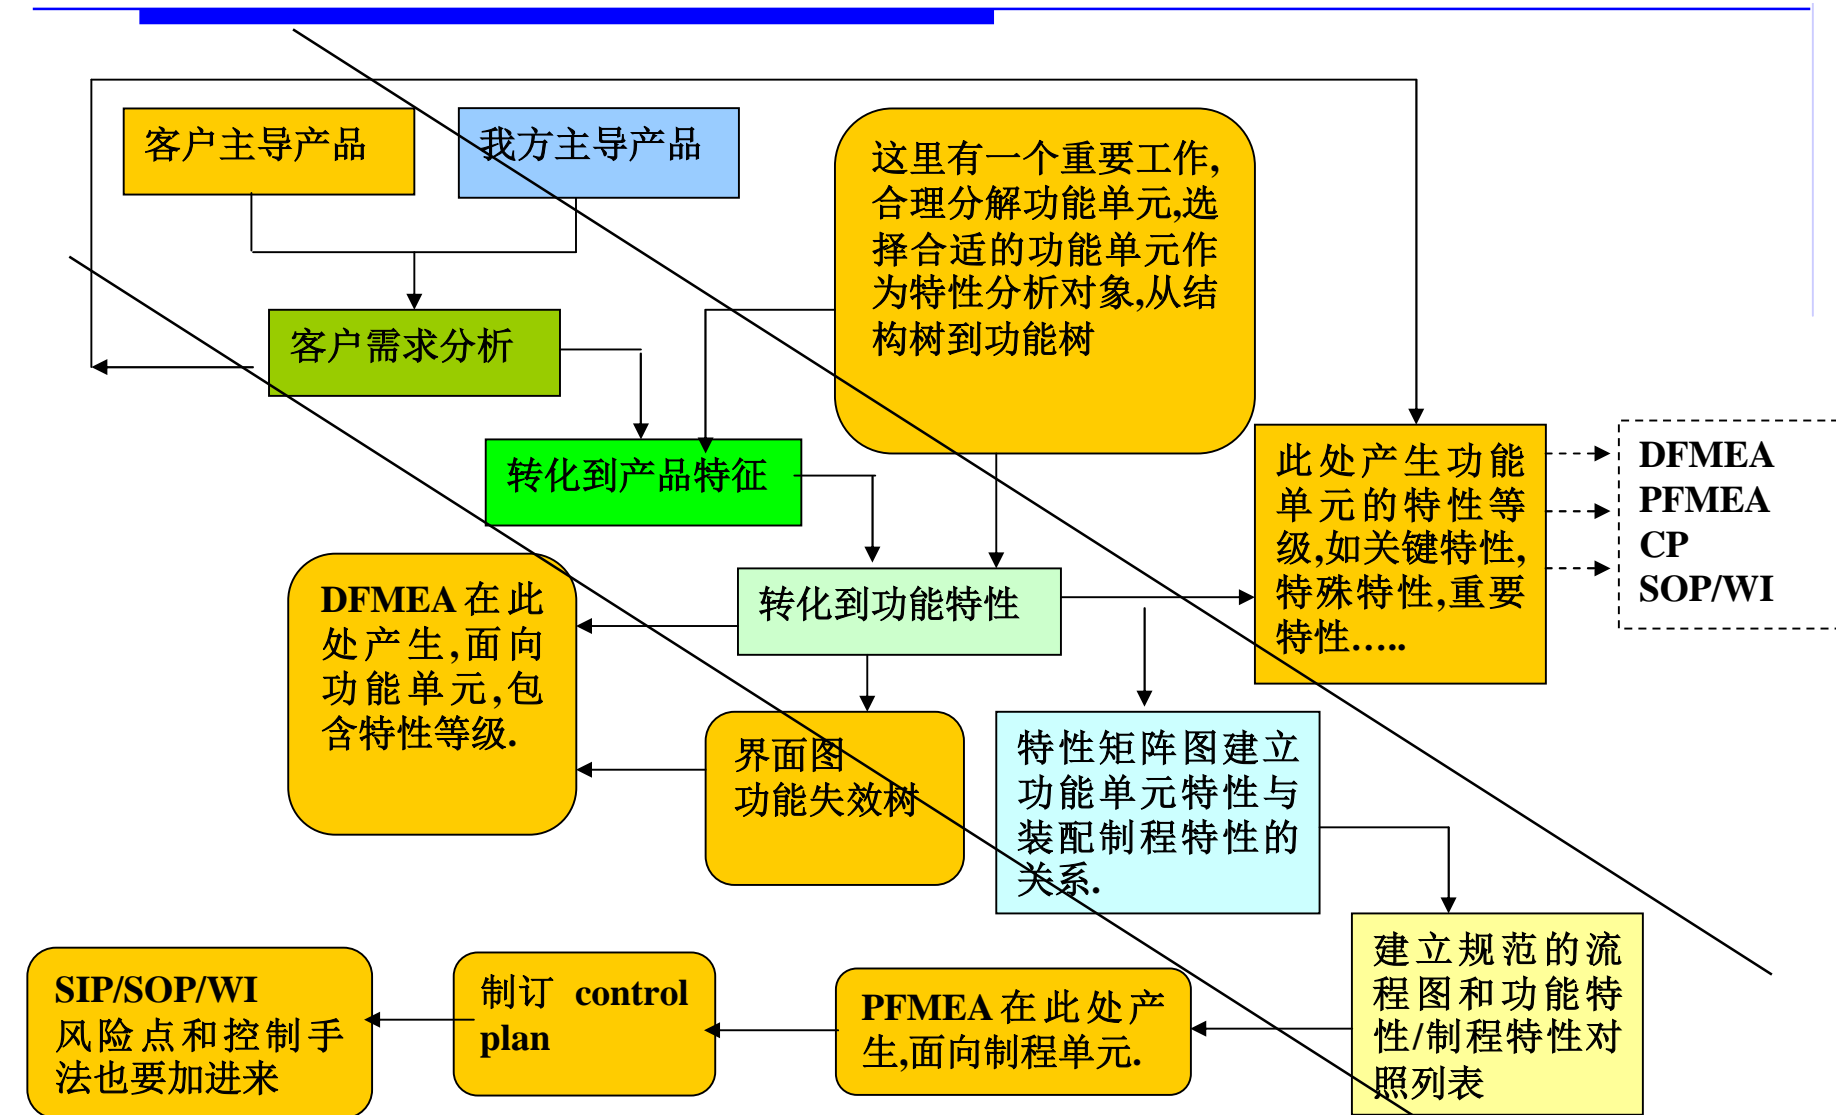 客户主导产品
我方主导产品
这里有一个重要工作,
合理分解功能单元,选
择合适的功能单元作
为特性分析对象,从结
构树到功能树
客户需求分析
转化到产品特征
此处产生功能
单元的特性等
级,如关键特性,
特殊特性,重要
特性…..
DFMEA
PFMEA
CP
SOP/WI
DFMEA在此
处产生,面向
功能单元,包
含特性等级.
转化到功能特性
界面图
功能失效树
特性矩阵图建立
功能单元特性与
装配制程特性的
关系.
建立规范的流
程图和功能特
性/制程特性对
照列表
PFMEA在此处产
生,面向制程单元.
制订 control
plan
SIP/SOP/WI
风险点和控制手
法也要加进来